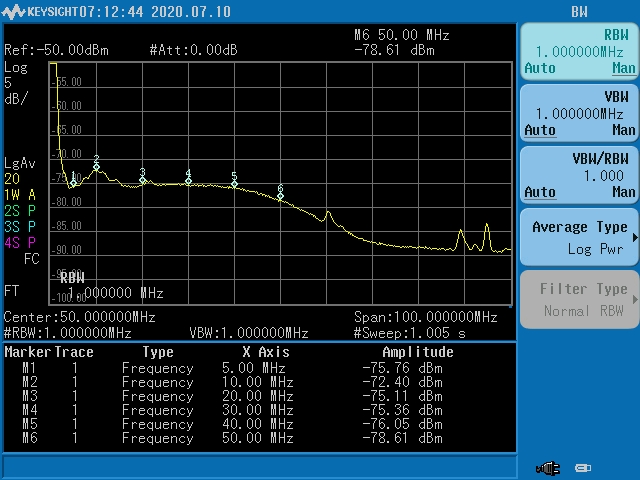 KEYSIGHT 07:12:44 2020.07.10
BW
M6 50.00 MHz
Ref:-50.00dBm #Att:0.00dB -78.61 dBm
Log
5
dB/
-55.00
-60.00
-65.00
-70.00
-75.00
-80.00
-85.00
-90.00
-95.00
-100.00
LgAv
20
1W A
2S P
3S P
4S P
FC
FT
1
2
3
4
5
6
RBW
1.000000 MHz
Center:50.000000MHz Span:100.000000MHz
#RBW:1.000000MHz VBW:1.000000MHz #Sweep:1.005 s
Marker Trace Type X Axis Amplitude
M1 1 Frequency 5.00 MHz -75.76 dBm
M2 1 Frequency 10.00 MHz -72.40 dBm
M3 1 Frequency 20.00 MHz -75.11 dBm
M4 1 Frequency 30.00 MHz -75.36 dBm
M5 1 Frequency 40.00 MHz -76.05 dBm
M6 1 Frequency 50.00 MHz -78.61 dBm
RBW
1.000000MHz
Auto Man
VBW
1.000000MHz
Auto Man
VBW/RBW
1.000
Auto Man
Average Type
Log Pwr
Filter Type
Normal RBW